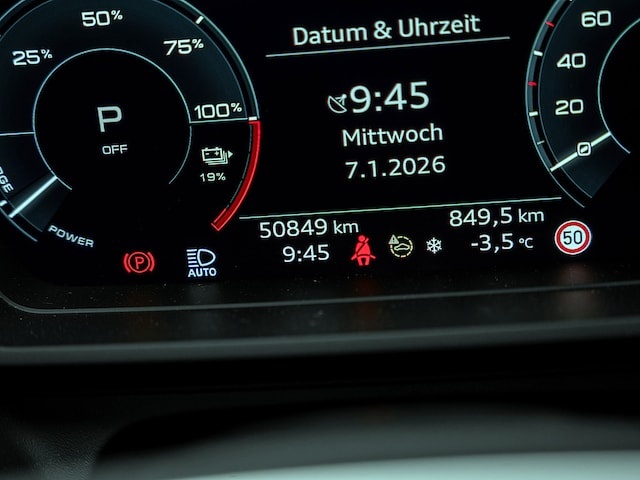 Datum & Uhrzeit
9:45
Mittwoch
7.1.2026
50%
25%
75%
100%
P
OFF
19%
POWER
60
40
20
0
50849 km
849,5 km
9:45
-3,5 °C
50
P
AUTO